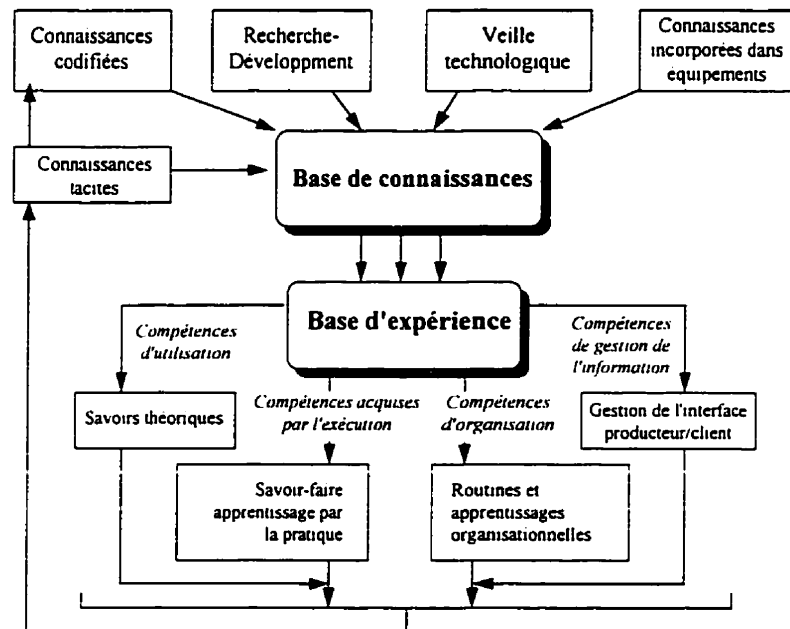 Connaissances
codifiées
Recherche-
Développment
Veille
technologique
Connaissances
incorporées dans
équipements
Connaissances
tacites
Base de connaissances
Base d'expérience
Compétences
d'utilisation
Compétences
de gestion de
l'information
Savoirs théoriques
Compétences acquises
par l'exécution
Compétences
d'organisation
Gestion de l'interface
producteur/client
Savoir-faire
apprentissage par
la pratique
Routines et
apprentissages
organisationnelles